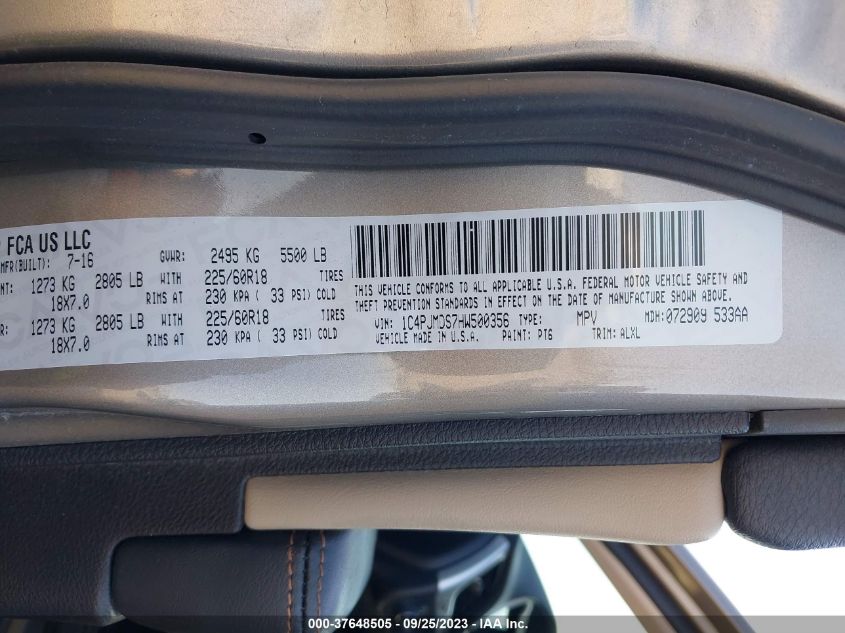 FCA US LLC
MFR(BUILT): 7-16 GVWR: 2495 KG 5500 LB
NT: 1273 KG 2805 LB WITH 225/60R18 TIRES
18X7.0 RIMS AT 230 KPA ( 33 PSI) COLD
RR: 1273 KG 2805 LB WITH 225/60R18 TIRES
18X7.0 RIMS AT 230 KPA ( 33 PSI) COLD
THIS VEHICLE CONFORMS TO ALL APPLICABLE U.S.A. FEDERAL MOTOR VEHICLE SAFETY AND
THEFT PREVENTION STANDARDS IN EFFECT ON THE DATE OF MANUFACTURE SHOWN ABOVE.
VIN: 1C4PJMDS7HW500356 TYPE: MPV MDH:072909 533AA
VEHICLE MADE IN U.S.A. PAINT: PTG TRIM: ALXL
000-37648505 - 09/25/2023 - IAA Inc.